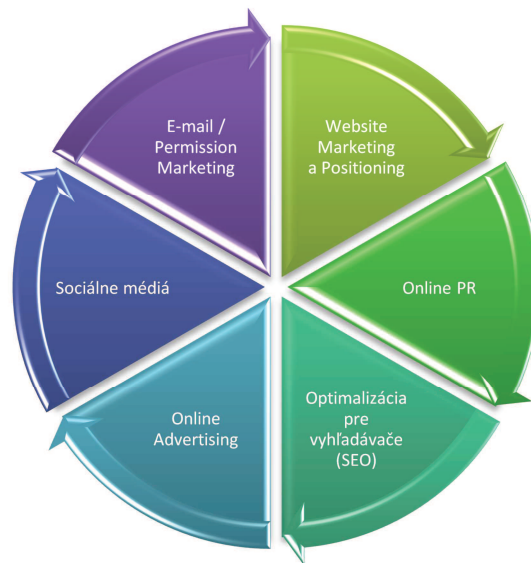 E-mail /
Permission
Marketing
Website
Marketing
a Positioning
Sociálne médiá
Online PR
Online
Advertising
Optimalizácia
pre
vyhľadávače
(SEO)